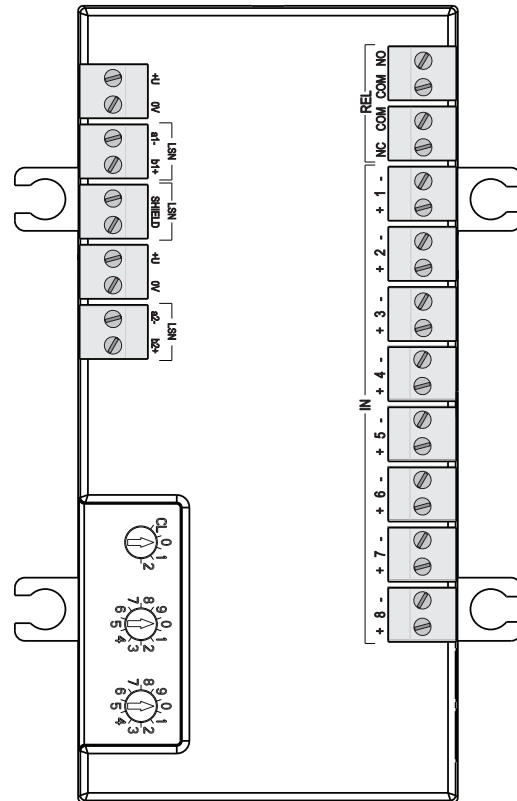 +U
0V
a1-
b1+
LSN
SHIELD
LSN
+U
0V
a2-
b2+
LSN
REL
NO
COM
COM
NC
IN
+ 1 -
+ 2 -
+ 3 -
+ 4 -
+ 5 -
+ 6 -
+ 7 -
+ 8 -
CL 0 1 2
0 1 2 3 4 5 6 7 8 9
0 1 2 3 4 5 6 7 8 9